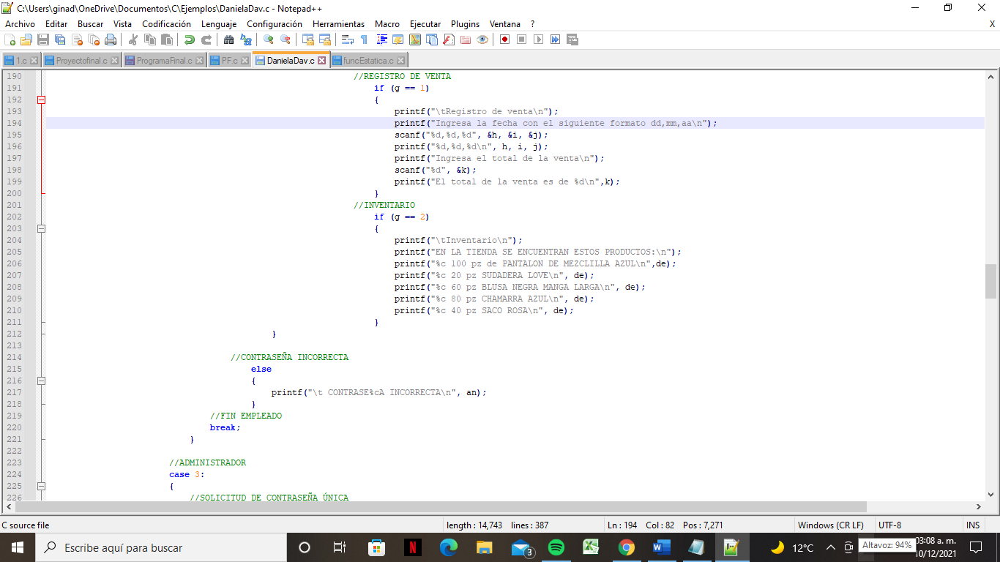 C:\Users\ginad\OneDrive\Documentos\C\Ejemplos\DanielaDav.c - Notepad++
Archivo Editar Buscar Vista Codificación Lenguaje Configuración Herramientas Macro Ejecutar Plugins Ventana ? X
1.c Proyectofinal.c ProgramaFinal.c PF.c DanielaDav.c funcEstatica.c
190 //REGISTRO DE VENTA
191 if (g == 1)
192 {
193 printf("\tRegistro de venta\n");
194 printf("Ingresa la fecha con el siguiente formato dd,mm,aa\n");
195 scanf("%d,%d,%d", &h, &i, &j);
196 printf("%d,%d,%d\n", h, i, j);
197 printf("Ingresa el total de la venta\n");
198 scanf("%d", &k);
199 printf("El total de la venta es de %d\n",k);
200 }
201 //INVENTARIO
202 if (g == 2)
203 {
204 printf("\tInventario\n");
205 printf("EN LA TIENDA SE ENCUENTRAN ESTOS PRODUCTOS:\n");
206 printf("%c 100 pz de PANTALON DE MEZCLILLA AZUL\n",de);
207 printf("%c 20 pz SUDADERA LOVE\n", de);
208 printf("%c 60 pz BLUSA NEGRA MANGA LARGA\n", de);
209 printf("%c 80 pz CHAMARRA AZUL\n", de);
210 printf("%c 40 pz SACO ROSA\n", de);
211 }
212 }
213
214 //CONTRASEÑA INCORRECTA
215 else
216 {
217 printf("\t CONTRASE%cA INCORRECTA\n", an);
218 }
219 //FIN EMPLEADO
220 break;
221 }
222
223 //ADMINISTRADOR
224 case 3:
225 {
226 //SOLICITUD DE CONTRASEÑA ÚNICA
C source file length : 14,743 lines : 387 Ln : 194 Col : 82 Pos : 7,271 Windows (CR LF) UTF-8 INS
Escribe aquí para buscar N 3 12°C Altavoz: 94% 03:08 a. m.
10/12/2021